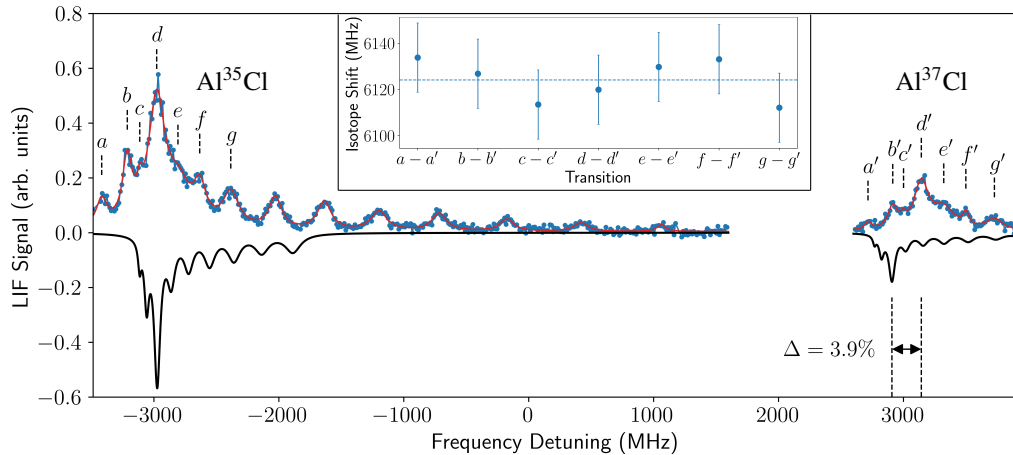 LIF Signal (arb. units)
0.8
0.6
0.4
0.2
0.0
−0.2
−0.4
−0.6
Al³⁵Cl
a
b
c
d
e
f
g
Isotope Shift (MHz)
6140
6120
6100
a − a′ b − b′ c − c′ d − d′ e − e′ f − f′ g − g′
Transition
Al³⁷Cl
a′
b′
c′
d′
e′
f′
g′
Δ = 3.9%
−3000 −2000 −1000 0 1000 2000 3000
Frequency Detuning (MHz)